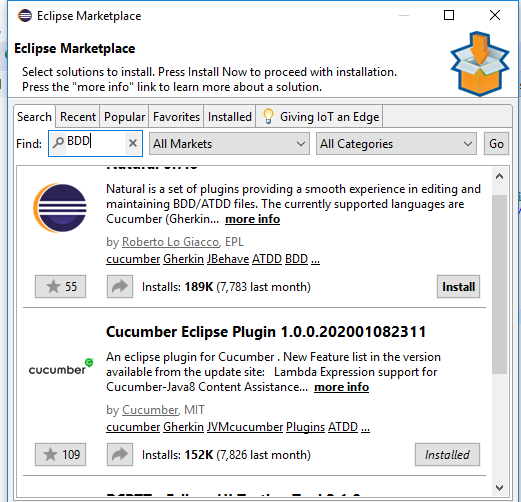 Eclipse Marketplace
Eclipse Marketplace
Select solutions to install. Press Install Now to proceed with installation.
Press the "more info" link to learn more about a solution.
Search Recent Popular Favorites Installed Giving IoT an Edge
Find: BDD All Markets All Categories Go
Natural is a set of plugins providing a smooth experience in editing and
maintaining BDD/ATDD files. The currently supported languages are
Cucumber (Gherkin... more info
by Roberto Lo Giacco, EPL
cucumber Gherkin JBehave ATDD BDD ...
55 Installs: 189K (7,783 last month) Install
Cucumber Eclipse Plugin 1.0.0.202001082311
cucumber
An eclipse plugin for Cucumber . New Feature list in the version
available from the update site: Lambda Expression support for
Cucumber-Java8 Content Assistance... more info
by Cucumber, MIT
cucumber Gherkin JVMcucumber Plugins ATDD ...
109 Installs: 152K (7,826 last month) Installed